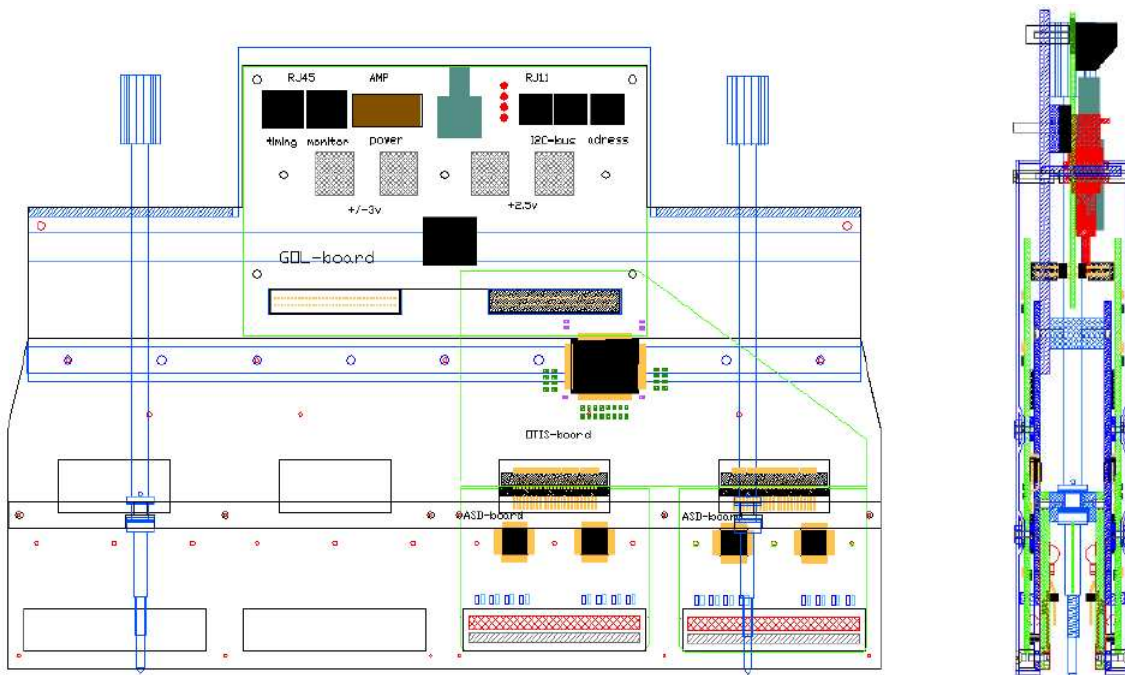 RJ45 AMP RJ11
timing monitor power I2C-bus adress
+/-3v +2.5v
GOL-board
OTIS-board
ASD-board ASD-board